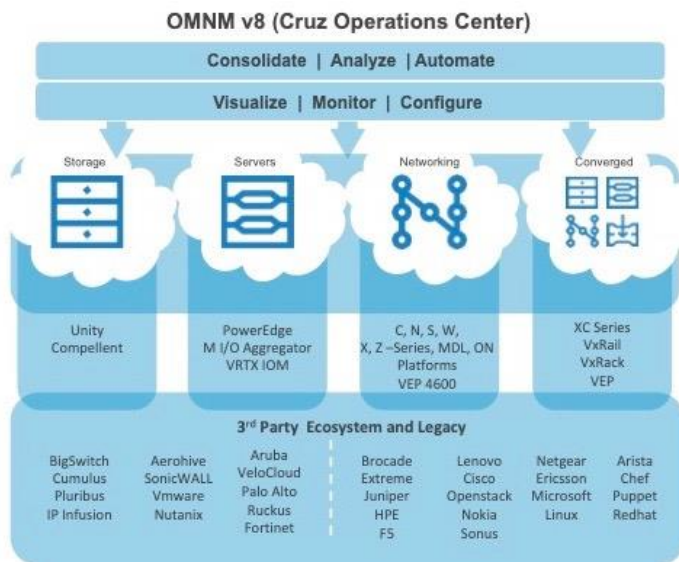 OMNM v8 (Cruz Operations Center)
Consolidate | Analyze | Automate
Visualize | Monitor | Configure
Storage
Servers
Networking
Converged
Unity
Compellent
PowerEdge
M I/O Aggregator
VRTX IOM
C, N, S, W,
X, Z –Series, MDL, ON
Platforms
VEP 4600
XC Series
VxRail
VxRack
VEP
3rd Party Ecosystem and Legacy
BigSwitch
Cumulus
Pluribus
IP Infusion
Aerohive
SonicWALL
Vmware
Nutanix
Aruba
VeloCloud
Palo Alto
Ruckus
Fortinet
Brocade
Extreme
Juniper
HPE
F5
Lenovo
Cisco
Openstack
Nokia
Sonus
Netgear
Ericsson
Microsoft
Linux
Arista
Chef
Puppet
Redhat